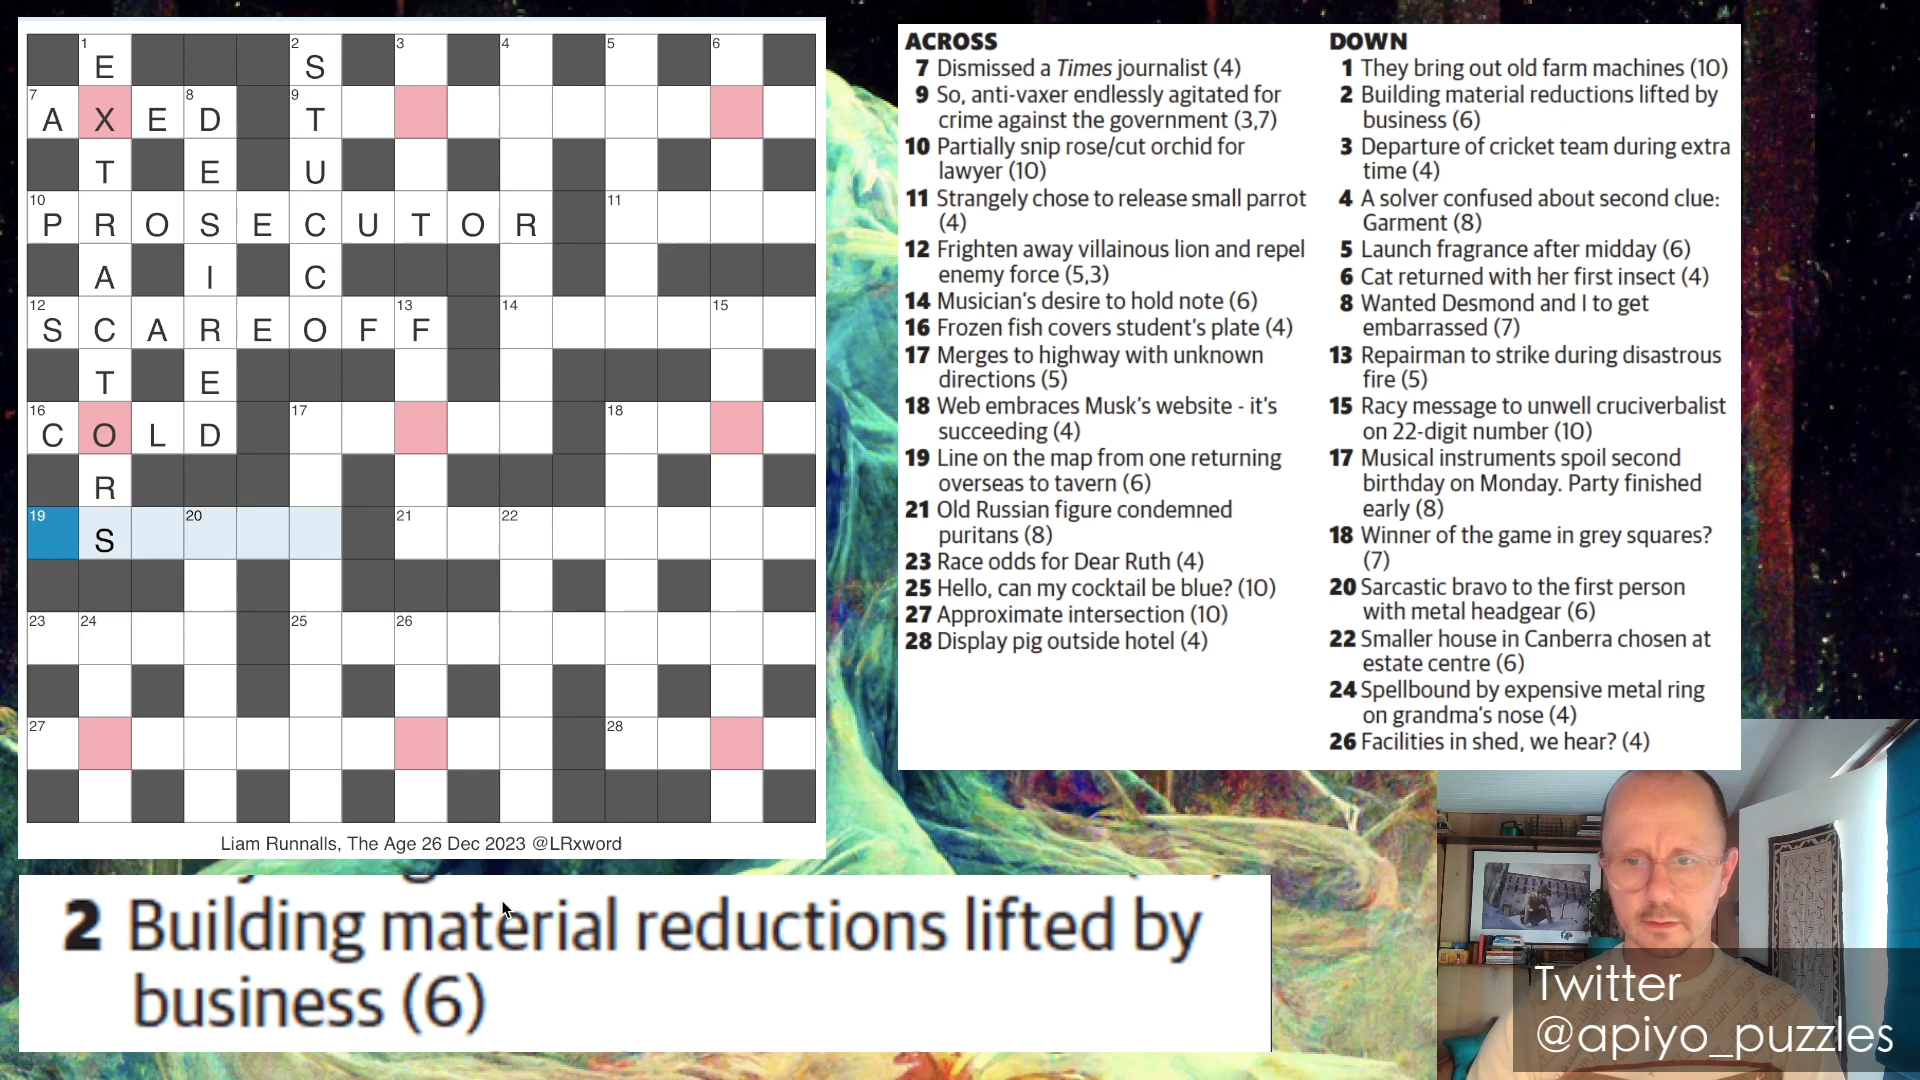 1 2 3 4 5 6
E S
7 8 9
A X E D T
T E U
10 11
P R O S E C U T O R
A I C
12 13 14 15
S C A R E O F F
T E
16 17 18
C O L D
R
19 20 21 22
S
23 24 25 26
27 28
Liam Runnalls, The Age 26 Dec 2023 @LRxword
ACROSS
7 Dismissed a Times journalist (4)
9 So, anti-vaxer endlessly agitated for
crime against the government (3,7)
10 Partially snip rose/cut orchid for
lawyer (10)
11 Strangely chose to release small parrot
(4)
12 Frighten away villainous lion and repel
enemy force (5,3)
14 Musician's desire to hold note (6)
16 Frozen fish covers student's plate (4)
17 Merges to highway with unknown
directions (5)
18 Web embraces Musk's website - it's
succeeding (4)
19 Line on the map from one returning
overseas to tavern (6)
21 Old Russian figure condemned
puritans (8)
23 Race odds for Dear Ruth (4)
25 Hello, can my cocktail be blue? (10)
27 Approximate intersection (10)
28 Display pig outside hotel (4)
DOWN
1 They bring out old farm machines (10)
2 Building material reductions lifted by
business (6)
3 Departure of cricket team during extra
time (4)
4 A solver confused about second clue:
Garment (8)
5 Launch fragrance after midday (6)
6 Cat returned with her first insect (4)
8 Wanted Desmond and I to get
embarrassed (7)
13 Repairman to strike during disastrous
fire (5)
15 Racy message to unwell cruciverbalist
on 22-digit number (10)
17 Musical instruments spoil second
birthday on Monday. Party finished
early (8)
18 Winner of the game in grey squares?
(7)
20 Sarcastic bravo to the first person
with metal headgear (6)
22 Smaller house in Canberra chosen at
estate centre (6)
24 Spellbound by expensive metal ring
on grandma's nose (4)
26 Facilities in shed, we hear? (4)
2 Building material reductions lifted by
business (6)
Twitter
@apiyo_puzzles